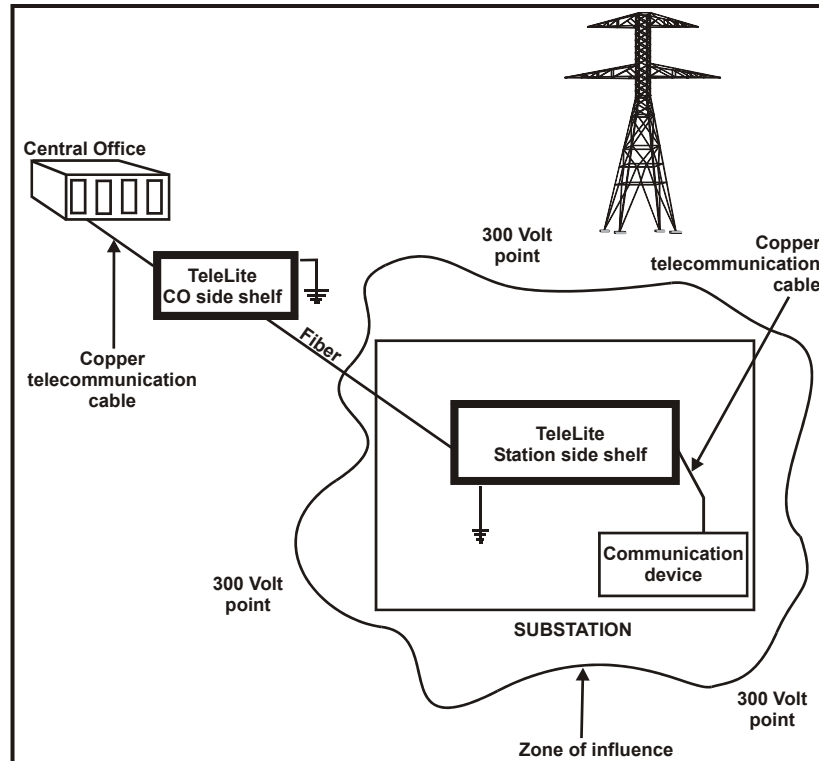 Central Office
TeleLite
CO side shelf
Copper
telecommunication
cable
Fiber
300 Volt
point
Copper
telecommunication
cable
TeleLite
Station side shelf
Communication
device
300 Volt
point
SUBSTATION
300 Volt
point
Zone of influence